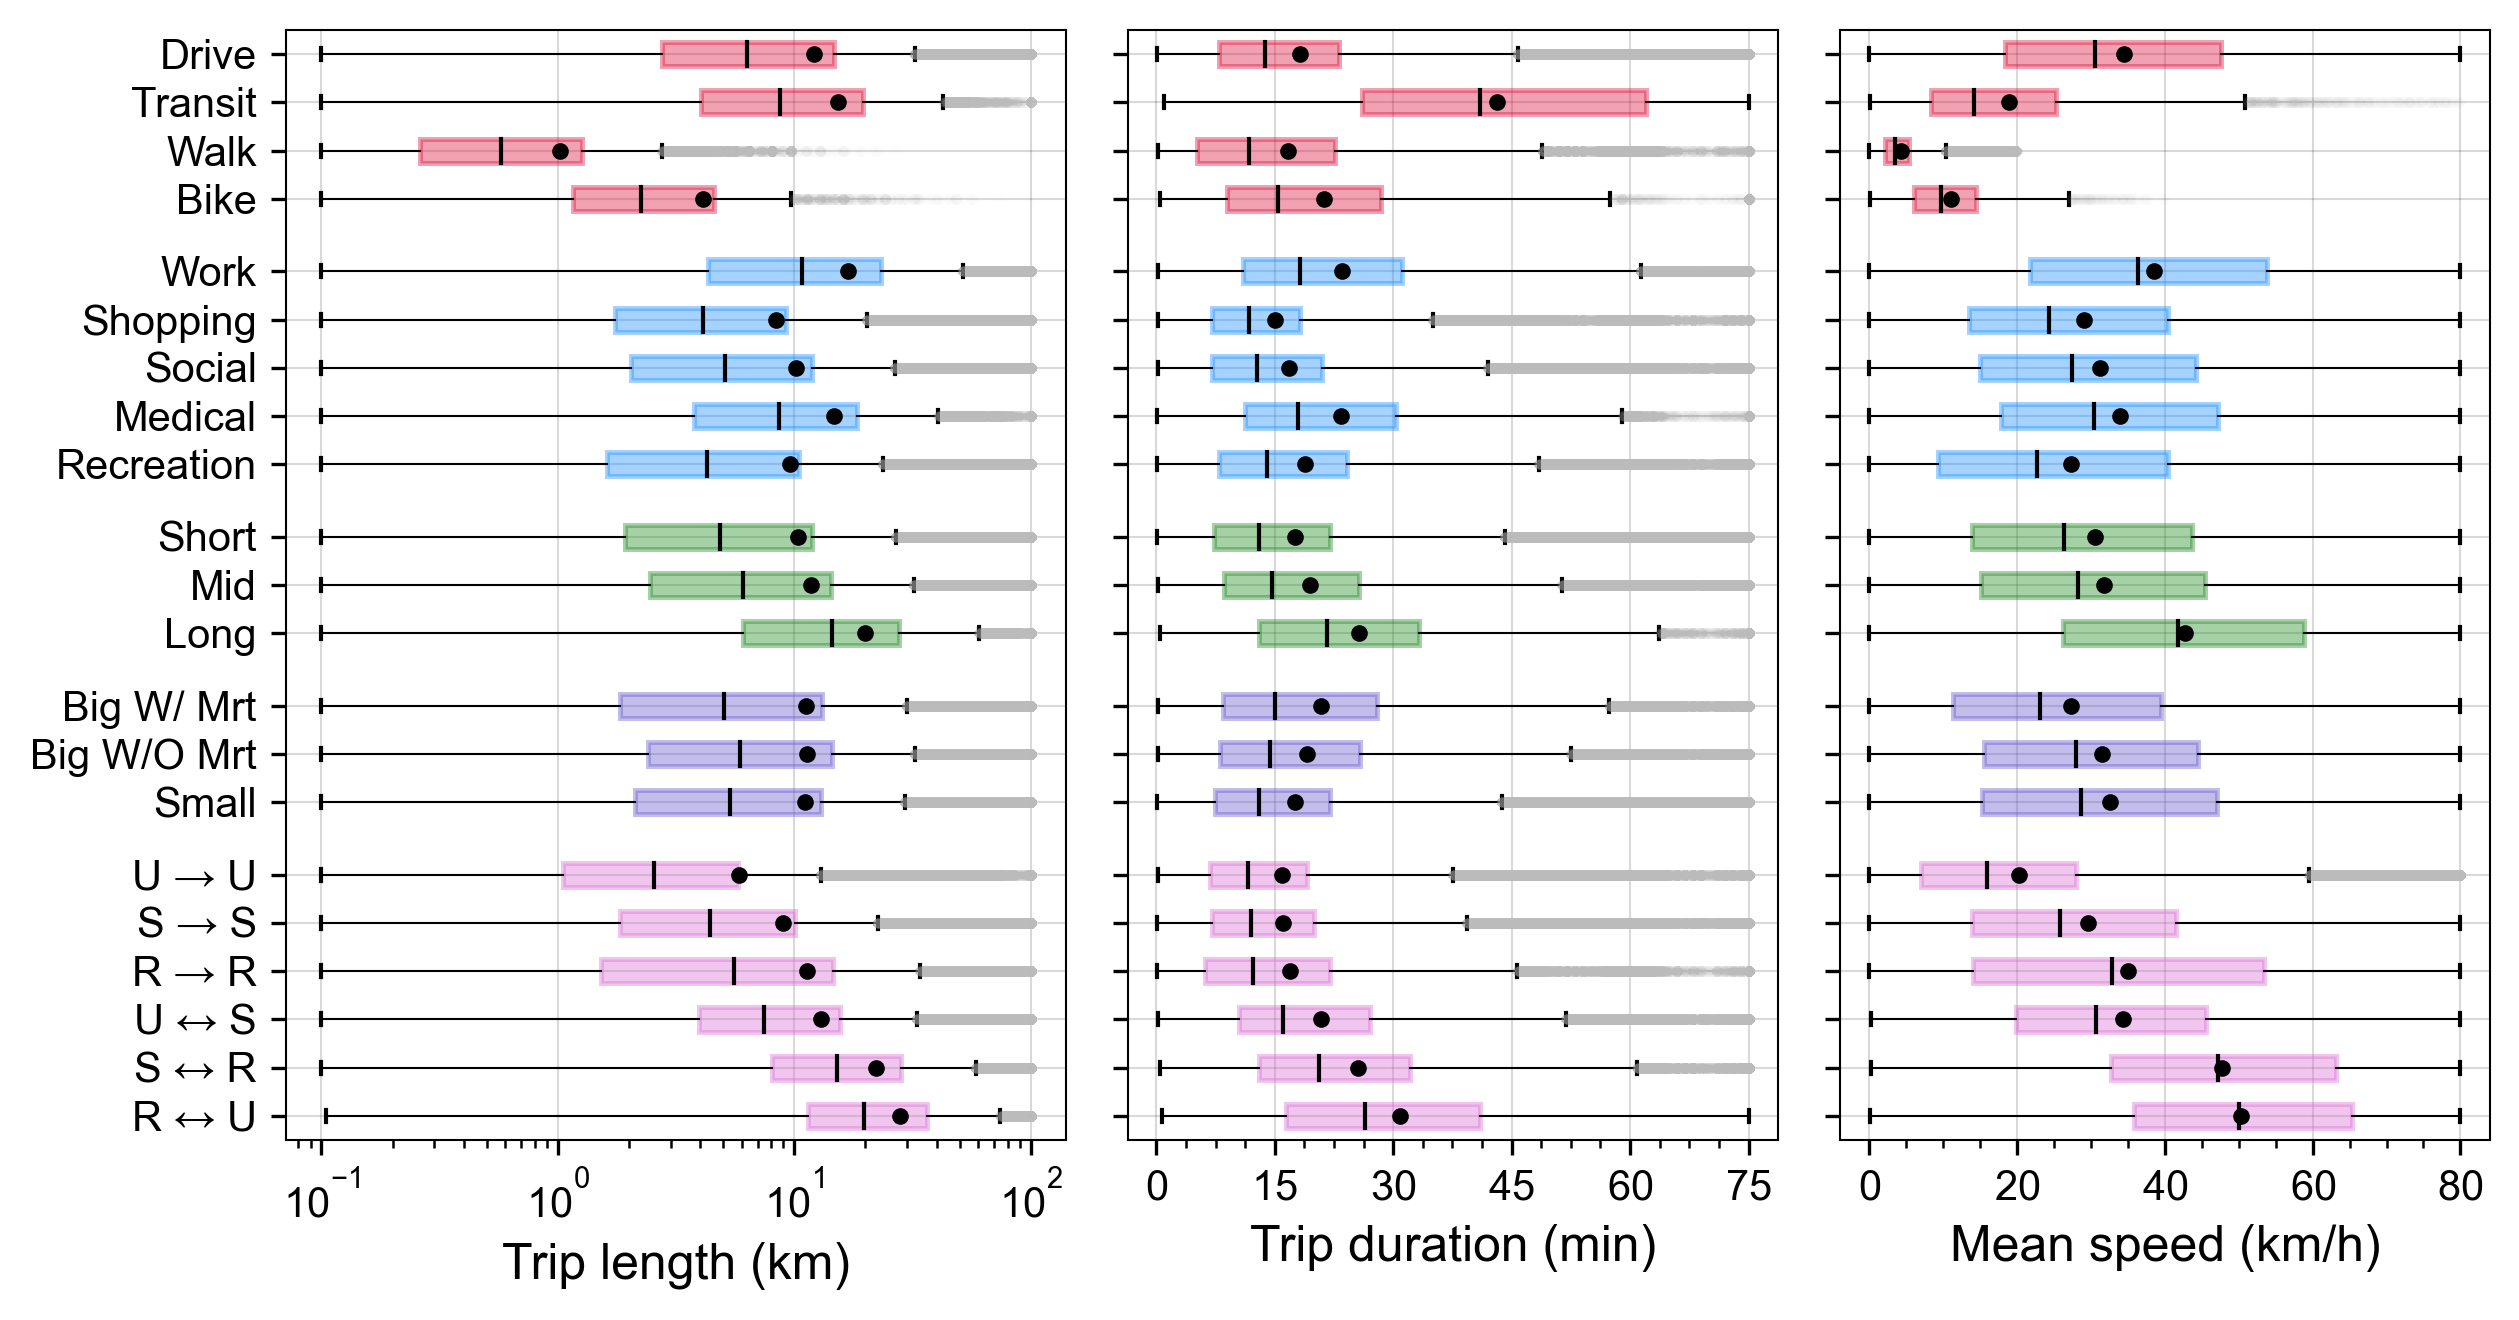 Drive
Transit
Walk
Bike
Work
Shopping
Social
Medical
Recreation
Short
Mid
Long
Big W/ Mrt
Big W/O Mrt
Small
U → U
S → S
R → R
U ↔ S
S ↔ R
R ↔ U
10⁻¹ 10⁰ 10¹ 10²
Trip length (km)
0 15 30 45 60 75
Trip duration (min)
0 20 40 60 80
Mean speed (km/h)